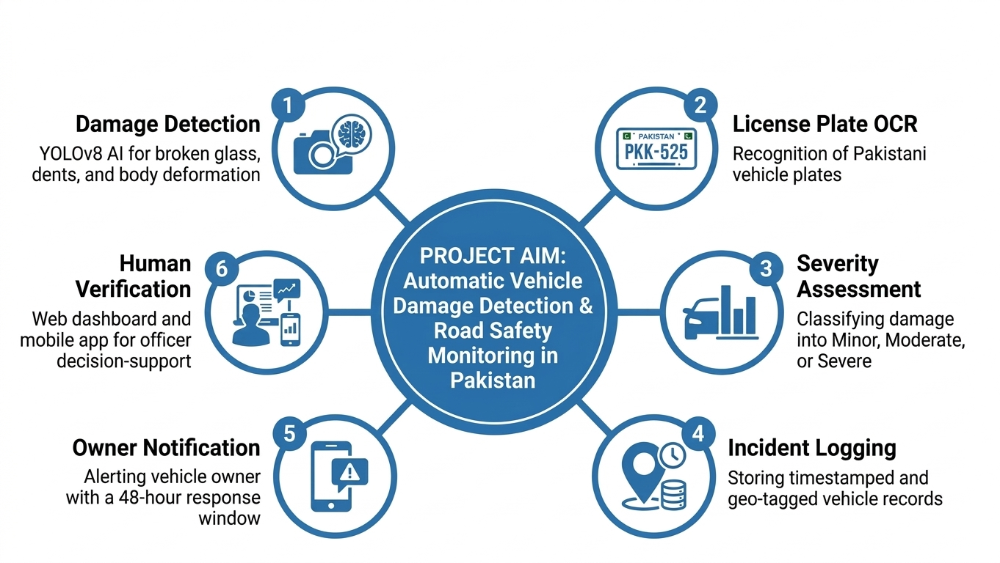 PROJECT AIM:
Automatic Vehicle
Damage Detection &
Road Safety
Monitoring in
Pakistan
1
Damage Detection
YOLOv8 AI for broken glass,
dents, and body deformation
2
PAKISTAN
PKK-525
License Plate OCR
Recognition of Pakistani
vehicle plates
3
Severity
Assessment
Classifying damage
into Minor, Moderate,
or Severe
4
Incident Logging
Storing timestamped and
geo-tagged vehicle records
5
Owner Notification
Alerting vehicle owner
with a 48-hour response
window
6
Human
Verification
Web dashboard and
mobile app for officer
decision-support